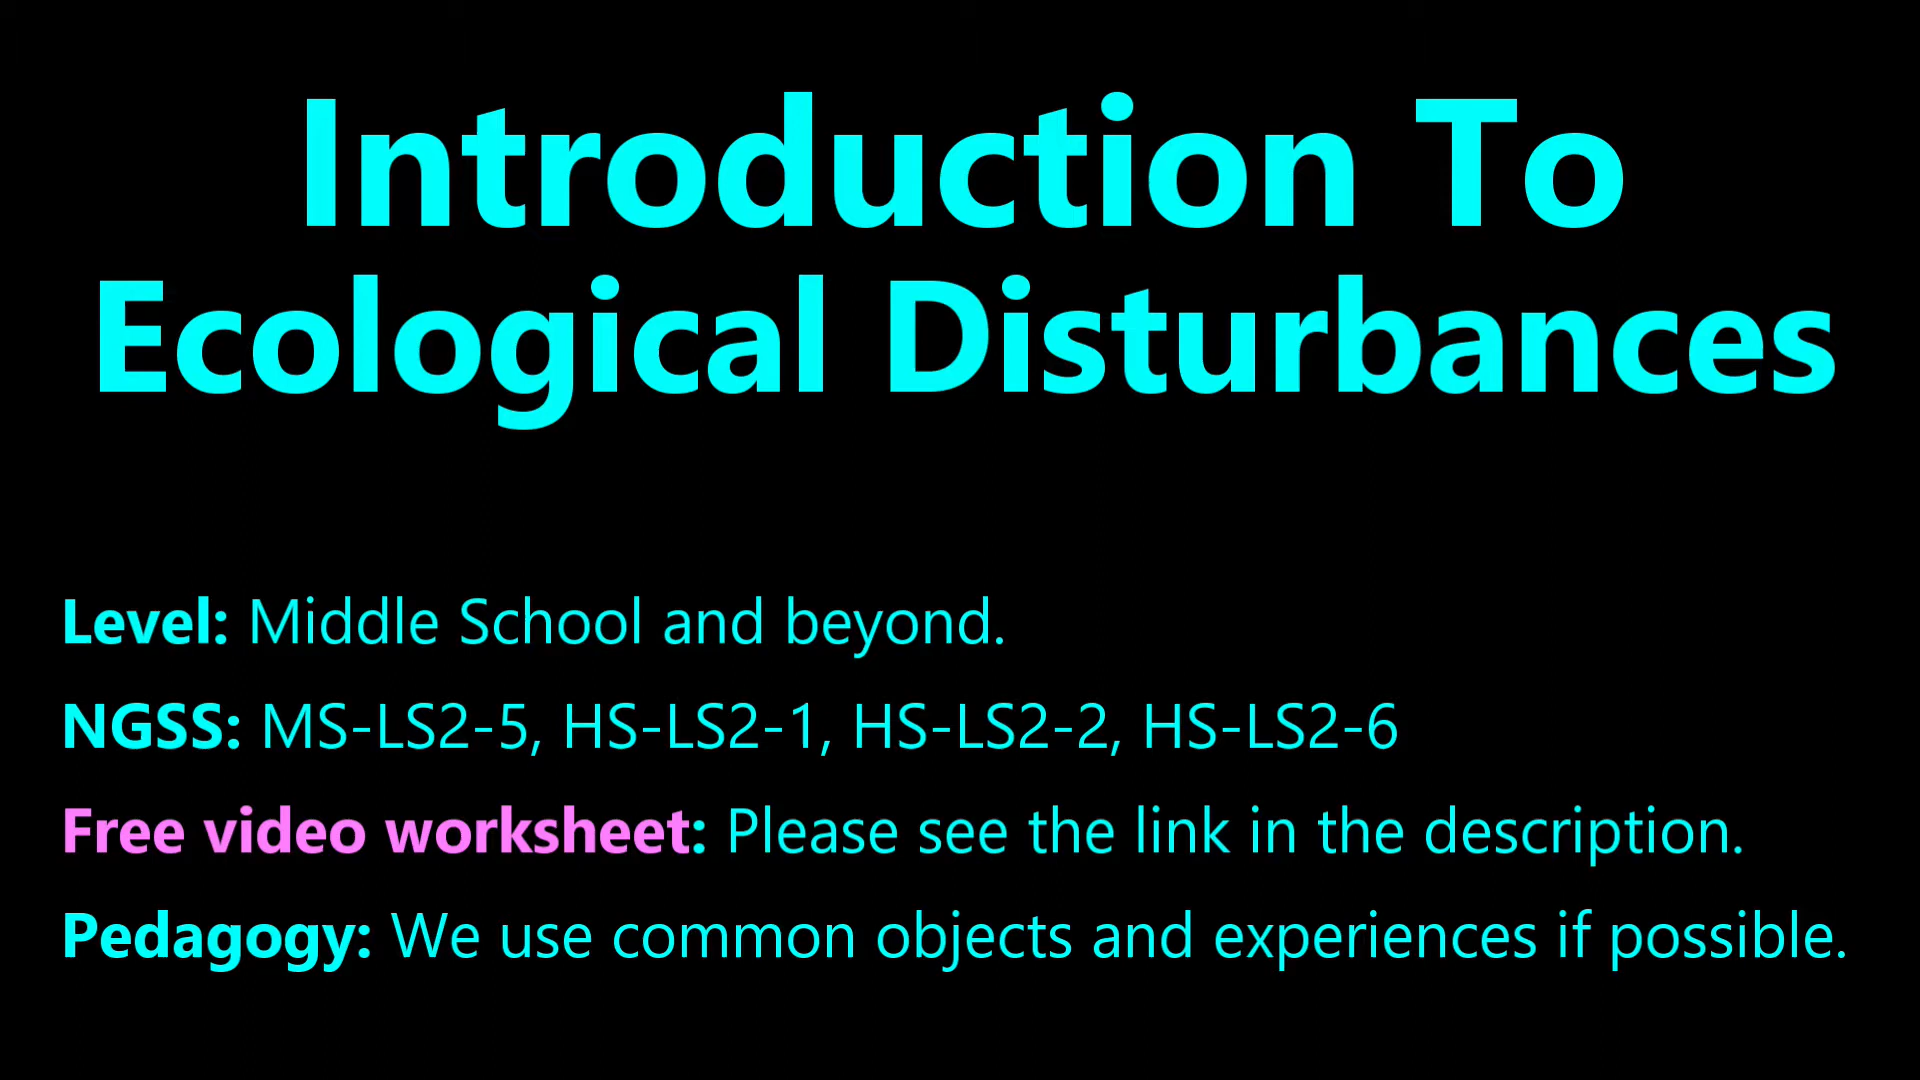 Introduction To
Ecological Disturbances
Level: Middle School and beyond.
NGSS: MS-LS2-5, HS-LS2-1, HS-LS2-2, HS-LS2-6
Free video worksheet: Please see the link in the description.
Pedagogy: We use common objects and experiences if possible.